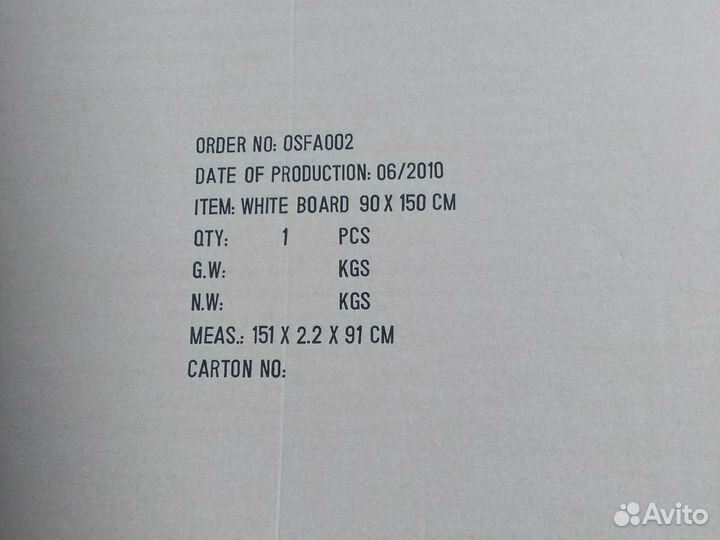 ORDER NO: OSFA002
DATE OF PRODUCTION: 06/2010
ITEM: WHITE BOARD 90 X 150 CM
QTY: 1 PCS
G.W: KGS
N.W: KGS
MEAS.: 151 X 2.2 X 91 CM
CARTON NO:
Avito